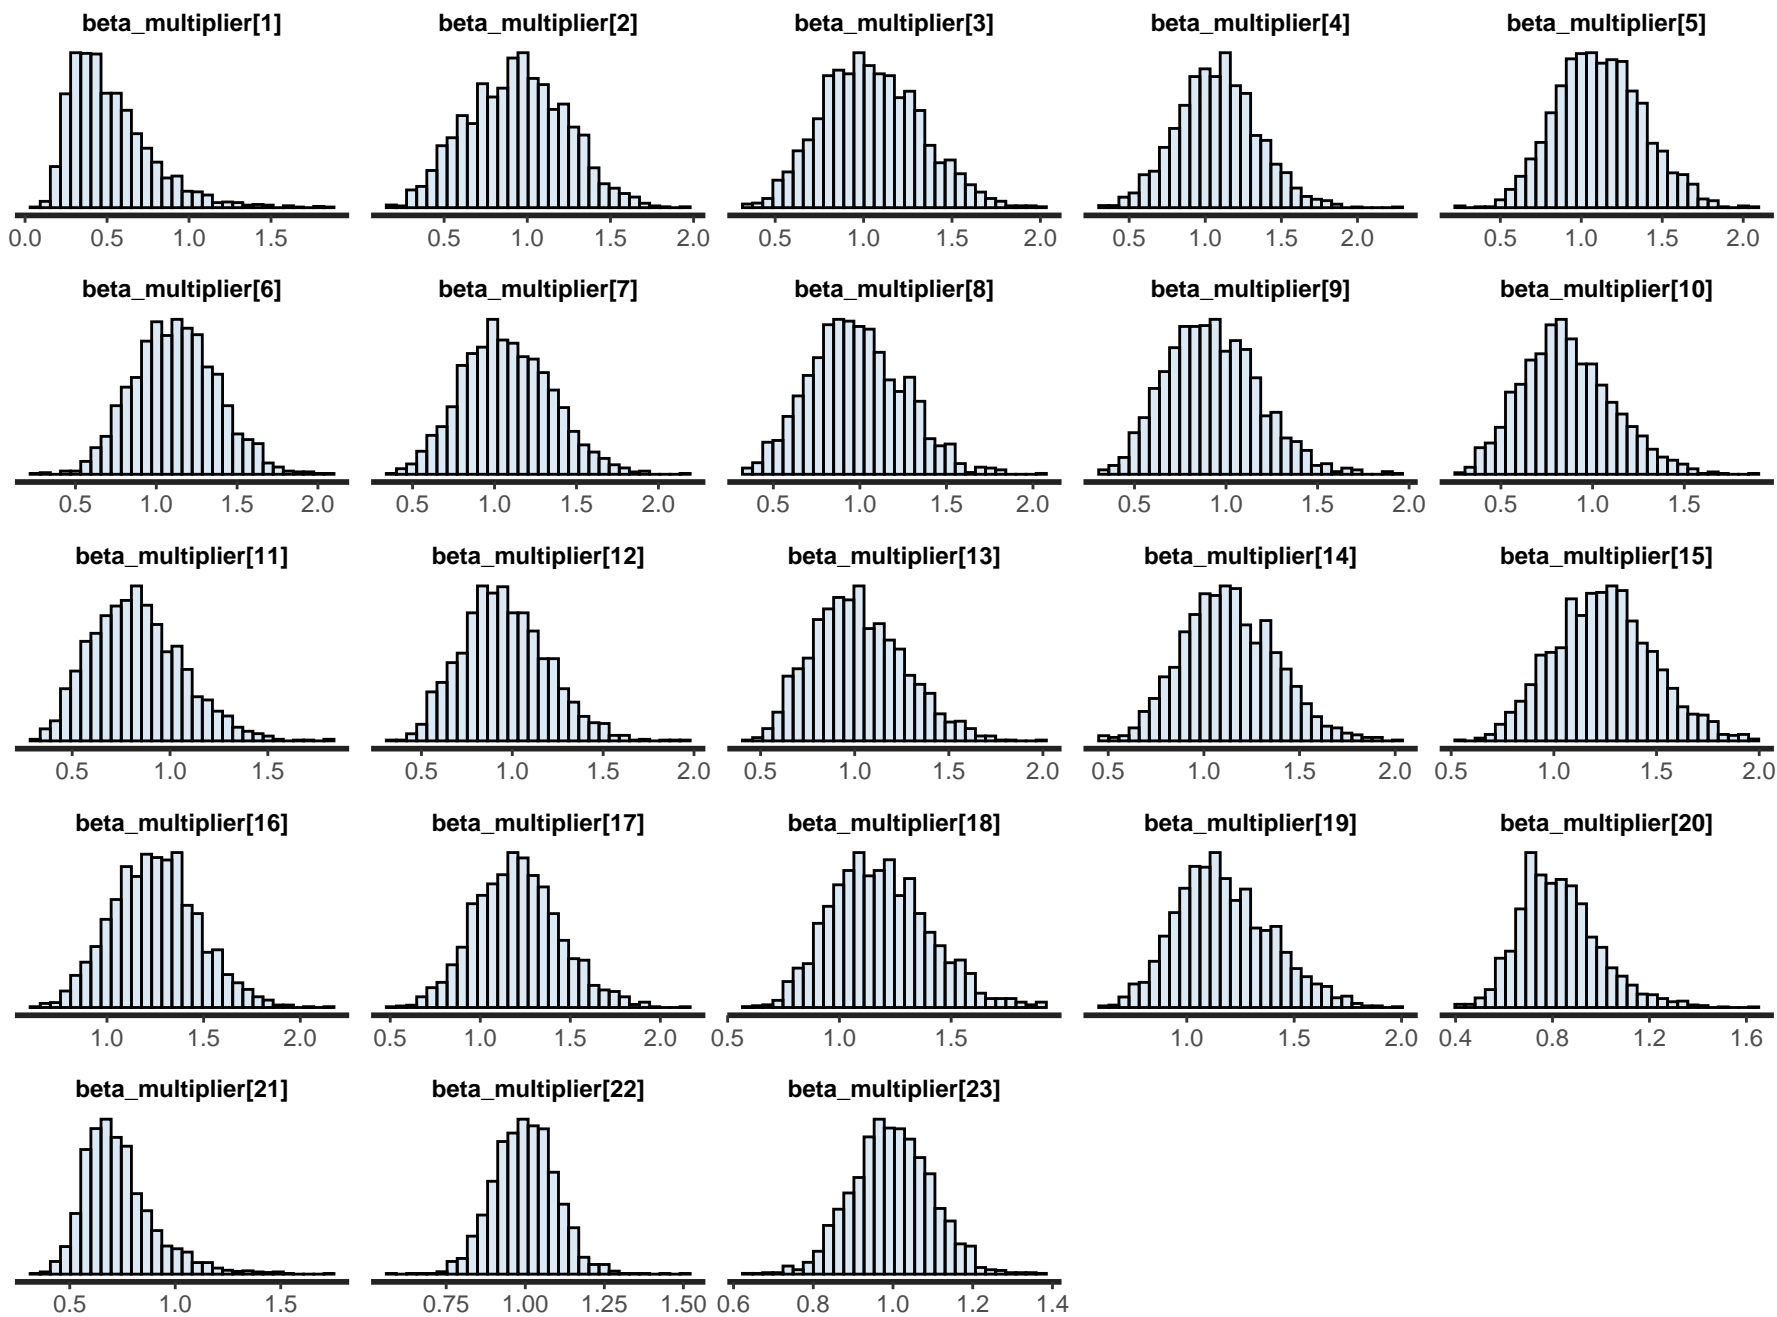 beta_multiplier[1] beta_multiplier[2] beta_multiplier[3] beta_multiplier[4] beta_multiplier[5]
0.0 0.5 1.0 1.5 0.5 1.0 1.5 2.0 0.5 1.0 1.5 2.0 0.5 1.0 1.5 2.0 0.5 1.0 1.5 2.0
beta_multiplier[6] beta_multiplier[7] beta_multiplier[8] beta_multiplier[9] beta_multiplier[10]
0.5 1.0 1.5 2.0 0.5 1.0 1.5 2.0 0.5 1.0 1.5 2.0 0.5 1.0 1.5 2.0 0.5 1.0 1.5
beta_multiplier[11] beta_multiplier[12] beta_multiplier[13] beta_multiplier[14] beta_multiplier[15]
0.5 1.0 1.5 0.5 1.0 1.5 2.0 0.5 1.0 1.5 2.0 0.5 1.0 1.5 2.0 0.5 1.0 1.5 2.0
beta_multiplier[16] beta_multiplier[17] beta_multiplier[18] beta_multiplier[19] beta_multiplier[20]
1.0 1.5 2.0 0.5 1.0 1.5 2.0 0.5 1.0 1.5 1.0 1.5 2.0 0.4 0.8 1.2 1.6
beta_multiplier[21] beta_multiplier[22] beta_multiplier[23]
0.5 1.0 1.5 0.75 1.00 1.25 1.50 0.6 0.8 1.0 1.2 1.4